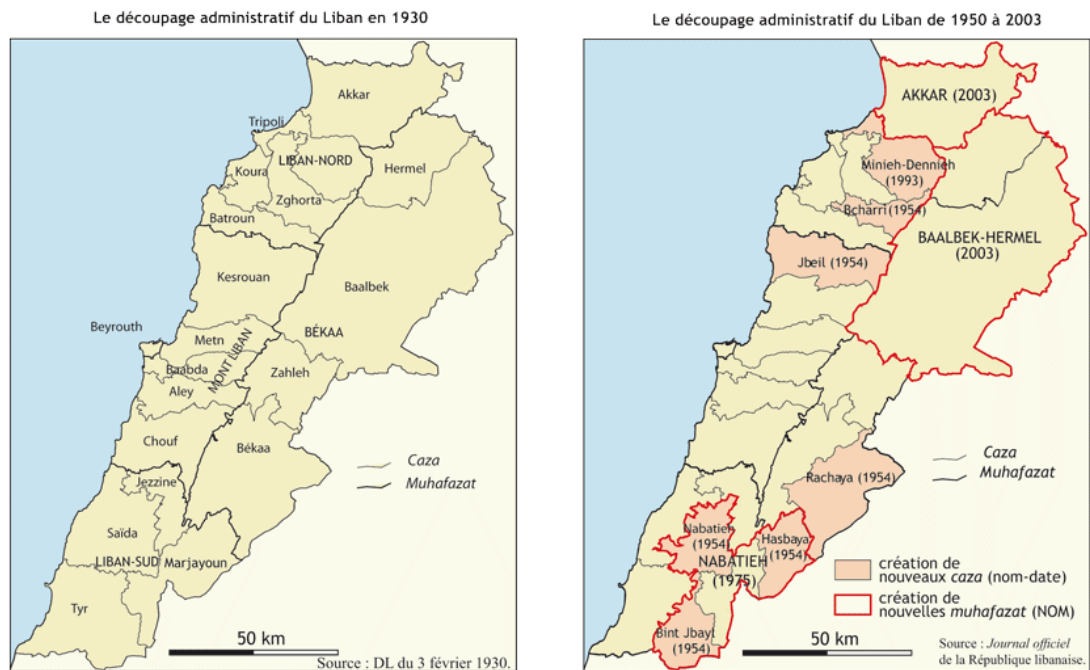 Le découpage administratif du Liban en 1930
Akkar
Tripoli
LIBAN-NORD
Koura
Hermel
Zghorta
Batroun
Kesrouan
Baalbek
Beyrouth
BÉKAA
Metn
MONT LIBAN
Baabda
Zahleh
Aley
Chouf
Békaa
Caza
Muhafazat
Jezzine
Saïda
LIBAN-SUD
Marjayoun
Tyr
50 km
Source : DL du 3 février 1930.
Le découpage administratif du Liban de 1950 à 2003
AKKAR (2003)
Minieh-Dennieh
(1993)
Bcharri (1954)
BAALBEK-HERMEL
(2003)
Jbeil (1954)
Caza
Muhafazat
Rachaya (1954)
Nabatieh
(1954)
Hasbaya
(1954)
NABATIEH
(1975)
Bint Jbayl
(1954)
création de
nouveaux caza (nom-date)
création de
nouvelles muhafazat (NOM)
50 km
Source : Journal officiel
de la République libanaise.